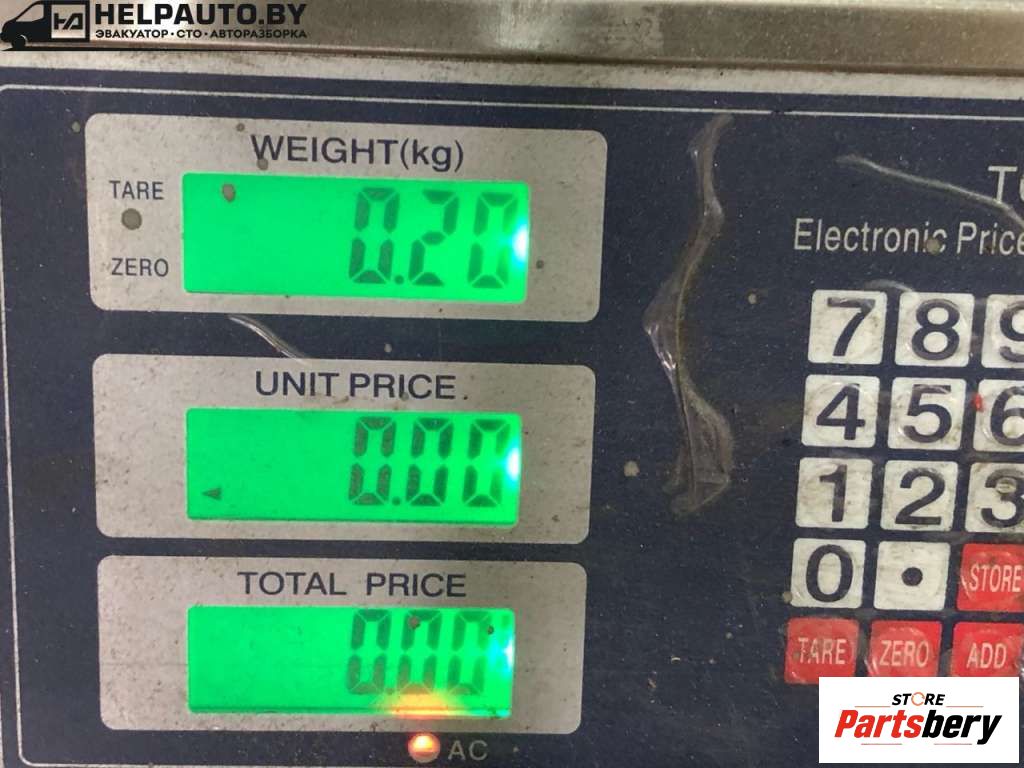 HELPAUTO.BY
ЭВАКУАТОР • СТО • АВТОРАЗБОРКА
WEIGHT(kg)
TARE
0.20
ZERO
Electronic Price
UNIT PRICE
0.00
TOTAL PRICE
0.00
AC
7 8 9
4 5 6
1 2 3
0 • STORE
TARE ZERO ADD
STORE
Partsbery